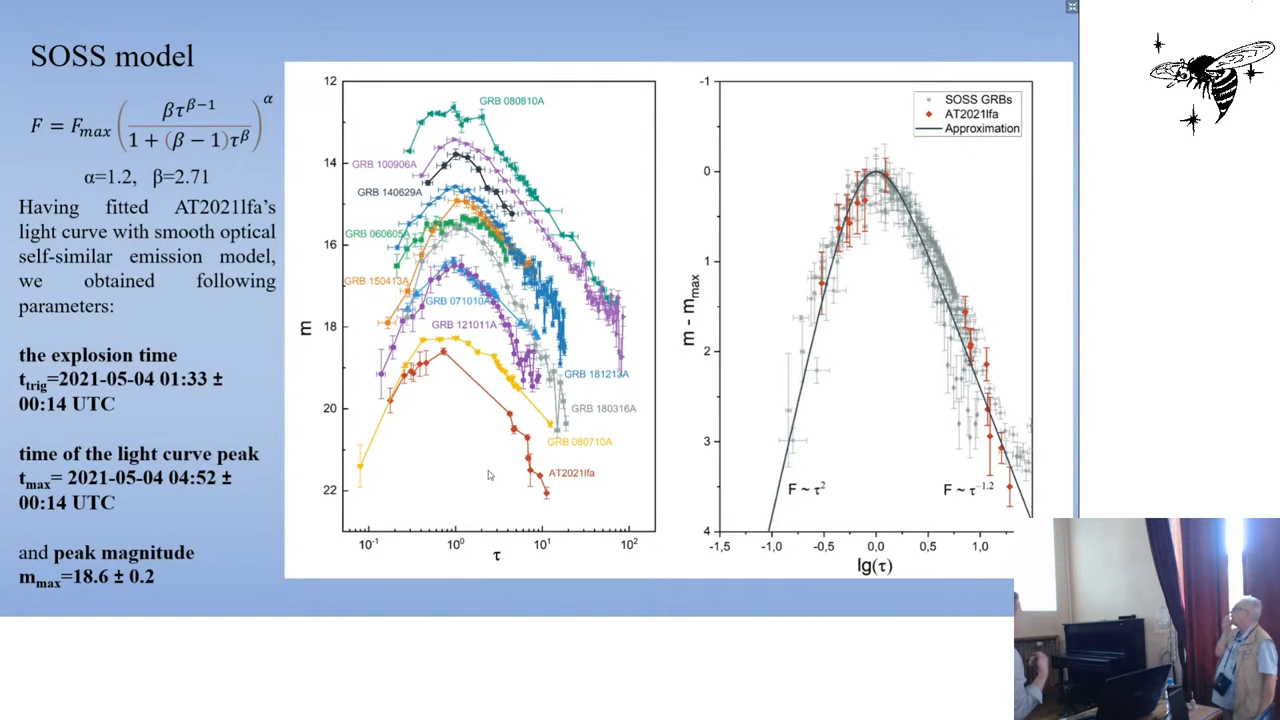 SOSS model
F = F_max (βτ^(β−1) / (1 + (β − 1)τ^β))^α
α=1.2, β=2.71
Having fitted AT2021lfa's
light curve with smooth optical
self-similar emission model,
we obtained following
parameters:
the explosion time
t_trig=2021-05-04 01:33 ±
00:14 UTC
time of the light curve peak
t_max= 2021-05-04 04:52 ±
00:14 UTC
and peak magnitude
m_max=18.6 ± 0.2
12
14
16
18
20
22
m
10^-1
10^0
10^1
10^2
τ
GRB 080810A
GRB 100906A
GRB 140629A
GRB 060605A
GRB 150413A
GRB 071010A
GRB 121011A
GRB 181213A
GRB 180316A
GRB 080710A
AT2021lfa
-1
0
1
2
3
4
m - m_max
-1,5
-1,0
-0,5
0,0
0,5
1,0
lg(τ)
SOSS GRBs
AT2021lfa
Approximation
F ~ τ^2
F ~ τ^-1.2